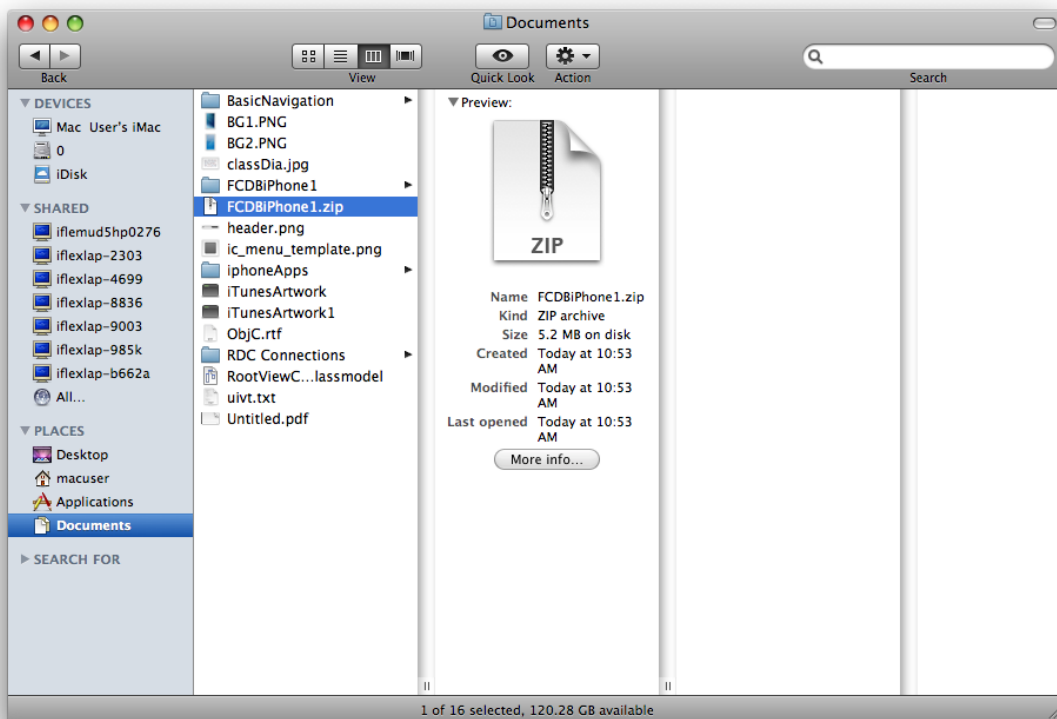 Documents
Back
View
Quick Look
Action
Search
DEVICES
Mac User's iMac
0
iDisk
SHARED
iflemud5hp0276
iflexlap-2303
iflexlap-4699
iflexlap-8836
iflexlap-9003
iflexlap-985k
iflexlap-b662a
All...
PLACES
Desktop
macuser
Applications
Documents
SEARCH FOR
BasicNavigation
BG1.PNG
BG2.PNG
classDia.jpg
FCDBiPhone1
FCDBiPhone1.zip
header.png
ic_menu_template.png
iphoneApps
iTunesArtwork
iTunesArtwork1
ObjC.rtf
RDC Connections
RootViewC...lassmodel
uivt.txt
Untitled.pdf
Preview:
ZIP
Name FCDBiPhone1.zip
Kind ZIP archive
Size 5.2 MB on disk
Created Today at 10:53
AM
Modified Today at 10:53
AM
Last opened Today at 10:53
AM
More info...
1 of 16 selected, 120.28 GB available